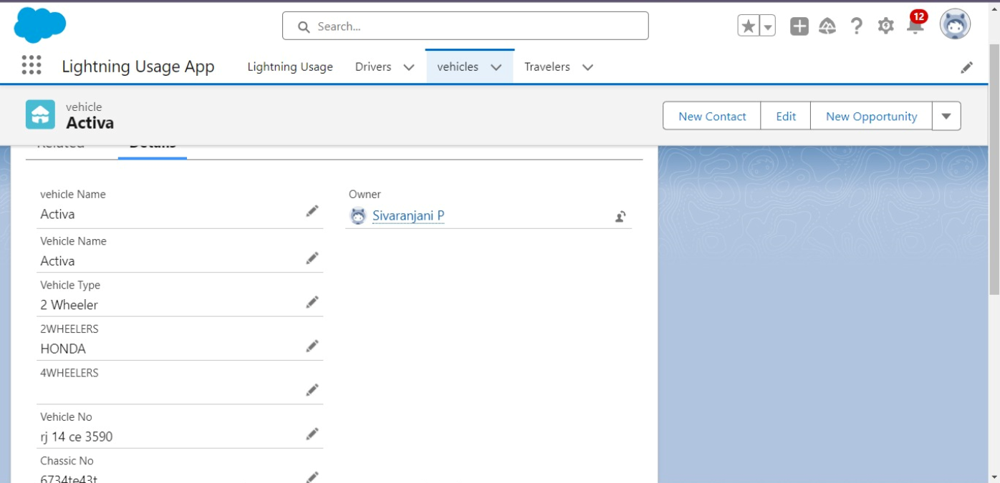 Search...
12
Lightning Usage App
Lightning Usage
Drivers
vehicles
Travelers
vehicle
Activa
New Contact
Edit
New Opportunity
Related
Details
vehicle Name
Activa
Owner
Sivaranjani P
Vehicle Name
Activa
Vehicle Type
2 Wheeler
2WHEELERS
HONDA
4WHEELERS
Vehicle No
rj 14 ce 3590
Chassic No
6734te43t